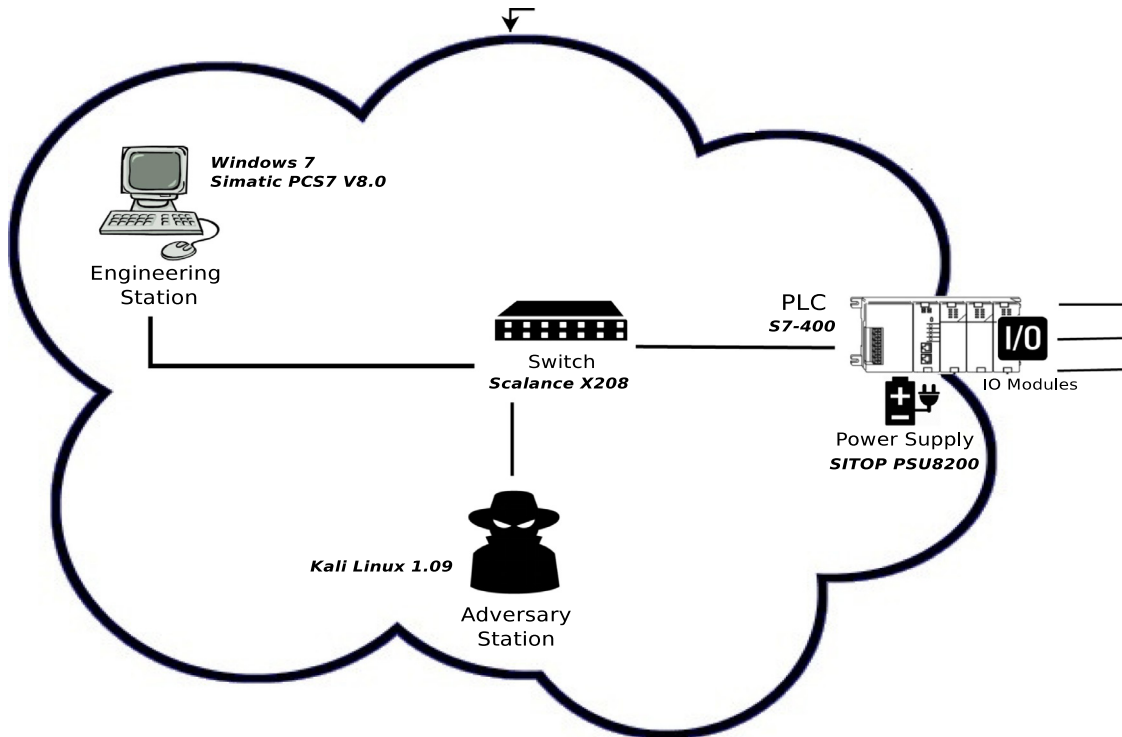 Windows 7
Simatic PCS7 V8.0
Engineering
Station
PLC
S7-400
I/O
IO Modules
Switch
Scalance X208
Power Supply
SITOP PSU8200
Kali Linux 1.09
Adversary
Station